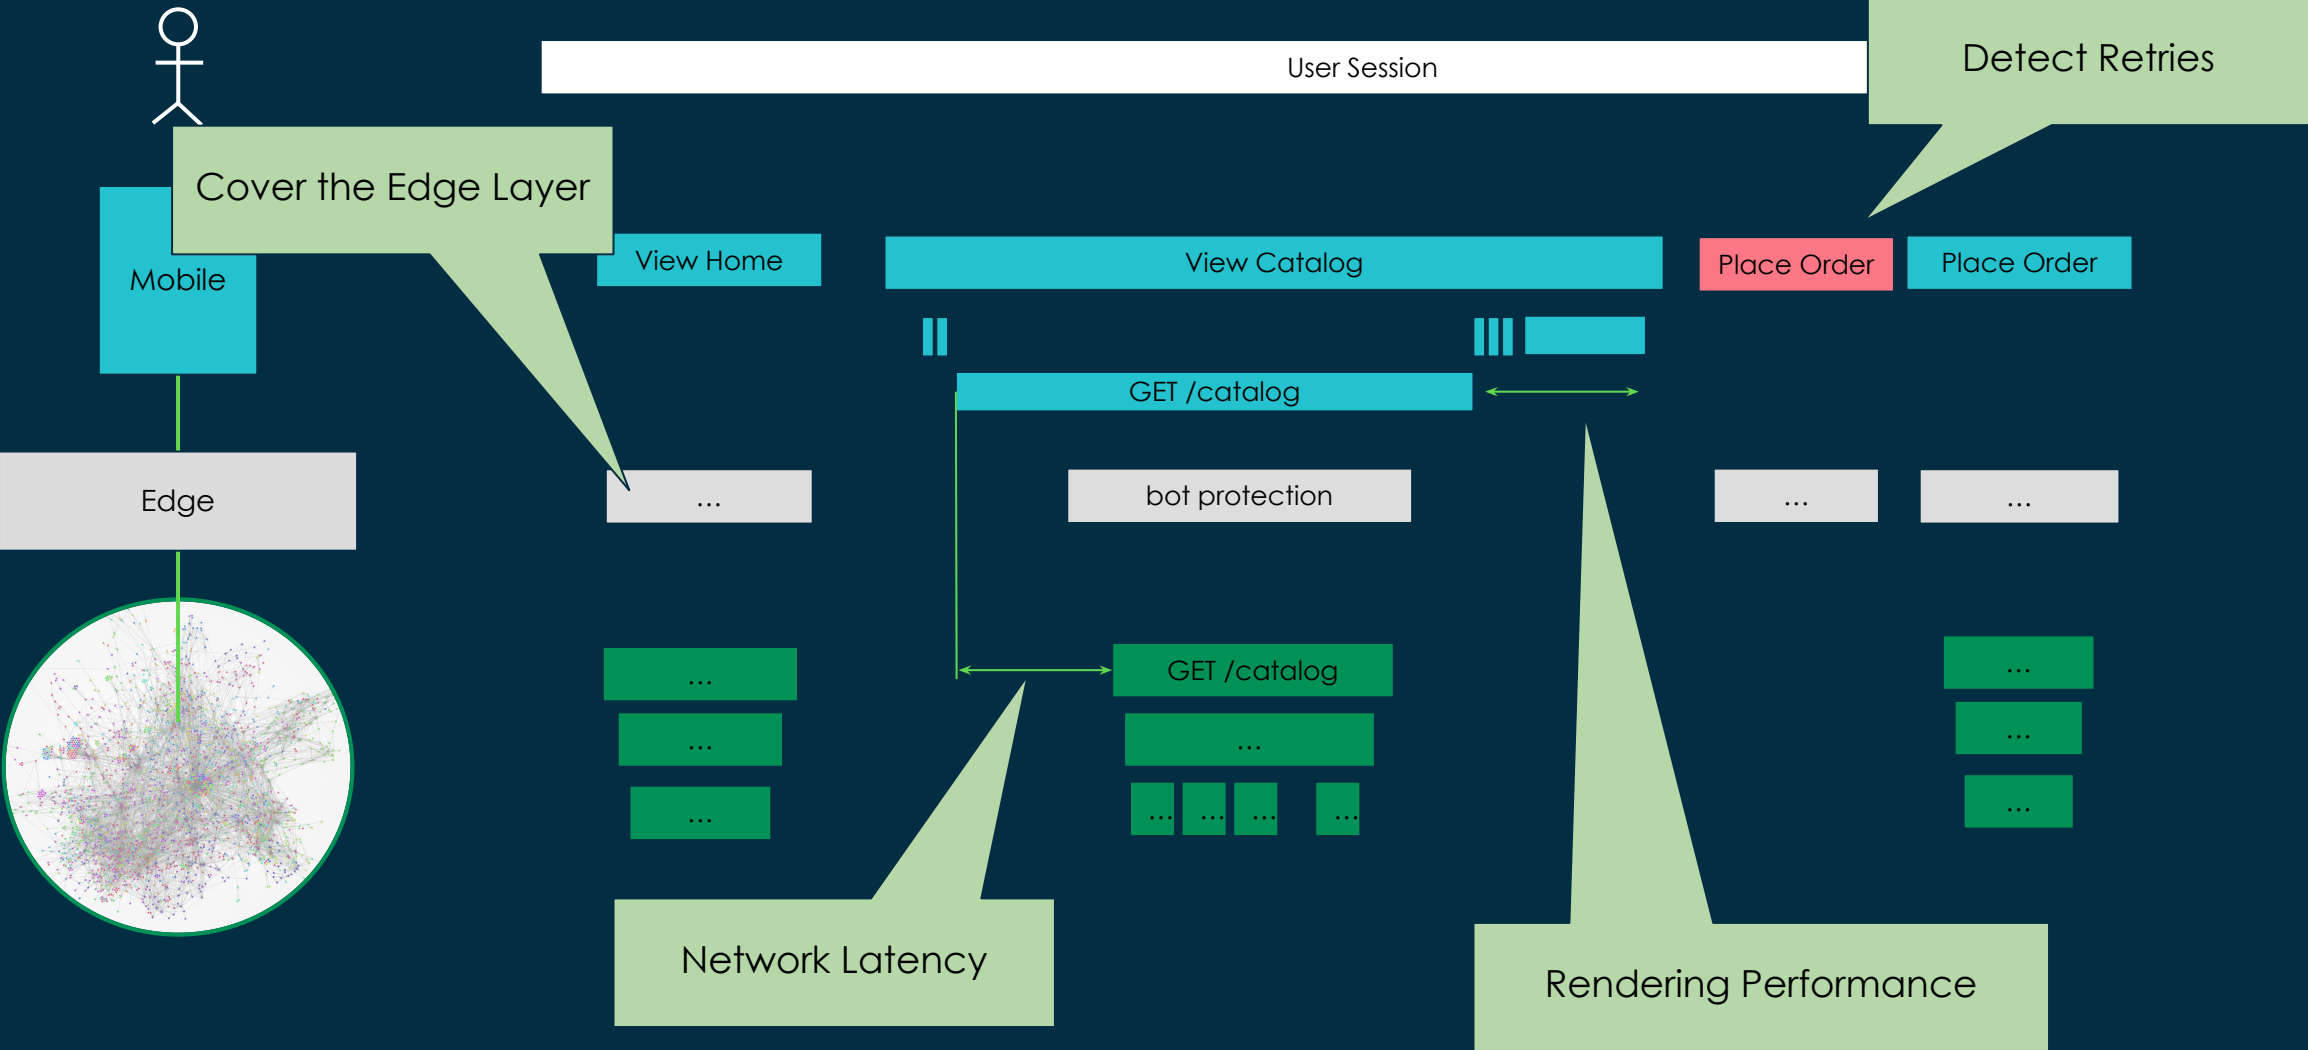 User Session
Detect Retries
Cover the Edge Layer
Mobile
View Home
View Catalog
Place Order
Place Order
GET /catalog
Edge
...
bot protection
...
...
GET /catalog
...
...
...
...
...
...
...
...
...
...
...
Network Latency
Rendering Performance